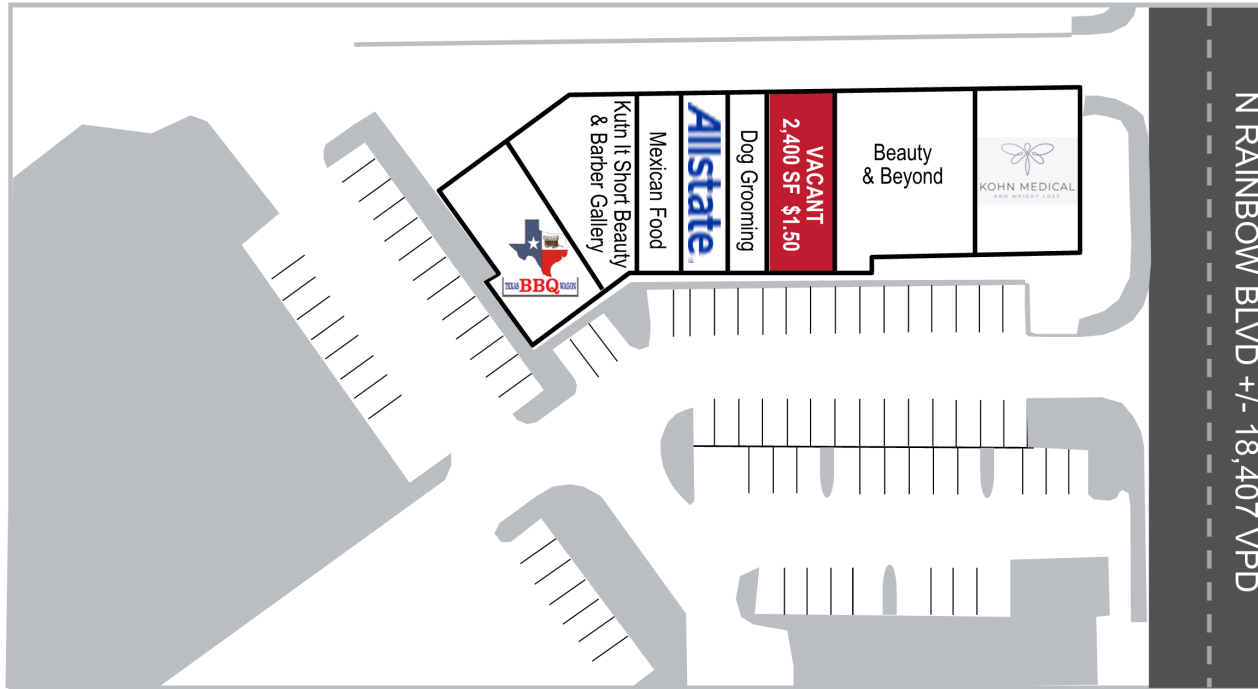 Kutn It Short Beauty
& Barber Gallery
Mexican Food
Allstate
Dog Grooming
VACANT
2,400 SF $1.50
Beauty
& Beyond
KOHN MEDICAL
AND WEIGHT LOSS
TEXAS BBQ WAGON
N RAINBOW BLVD +/- 18,407 VPD